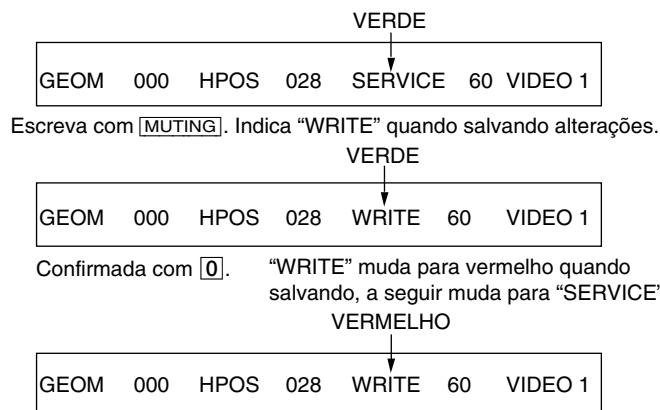 VERDE
GEOM 000 HPOS 028 SERVICE 60 VIDEO 1
Escreva com MUTING. Indica “WRITE” quando salvando alterações.
VERDE
GEOM 000 HPOS 028 WRITE 60 VIDEO 1
Confirmada com 0. “WRITE” muda para vermelho quando
salvando, a seguir muda para “SERVICE’
VERMELHO
GEOM 000 HPOS 028 WRITE 60 VIDEO 1